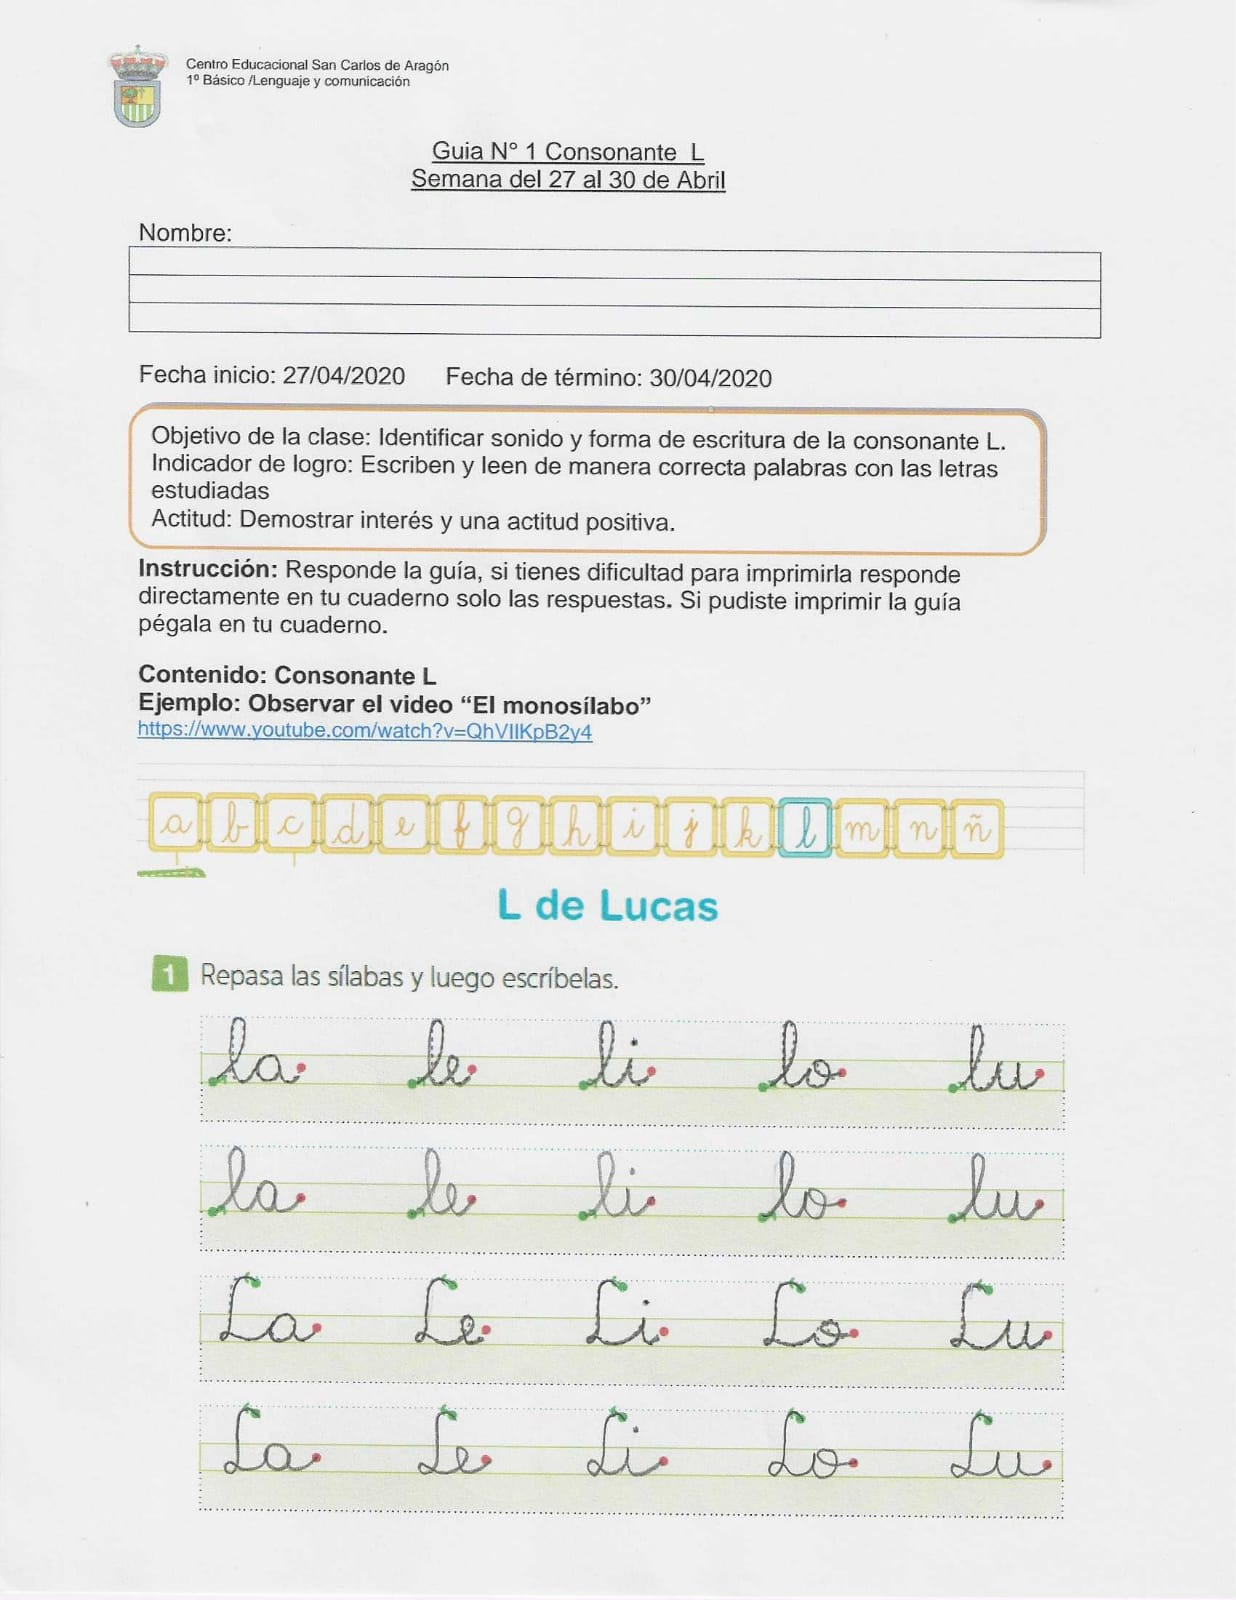 Centro Educacional San Carlos de Aragón
1º Básico /Lenguaje y comunicación
Guia N° 1 Consonante L
Semana del 27 al 30 de Abril
Nombre:
Fecha inicio: 27/04/2020 Fecha de término: 30/04/2020
Objetivo de la clase: Identificar sonido y forma de escritura de la consonante L.
Indicador de logro: Escriben y leen de manera correcta palabras con las letras
estudiadas
Actitud: Demostrar interés y una actitud positiva.
Instrucción: Responde la guía, si tienes dificultad para imprimirla responde
directamente en tu cuaderno solo las respuestas. Si pudiste imprimir la guía
pégala en tu cuaderno.
Contenido: Consonante L
Ejemplo: Observar el video “El monosílabo”
https://www.youtube.com/watch?v=QhVIIKpB2y4
a b c d e f g h i j k l m n ñ
L de Lucas
1 Repasa las sílabas y luego escríbelas.
la le li lo lu
la le li lo lu
La Le Li Lo Lu
La Le Li Lo Lu